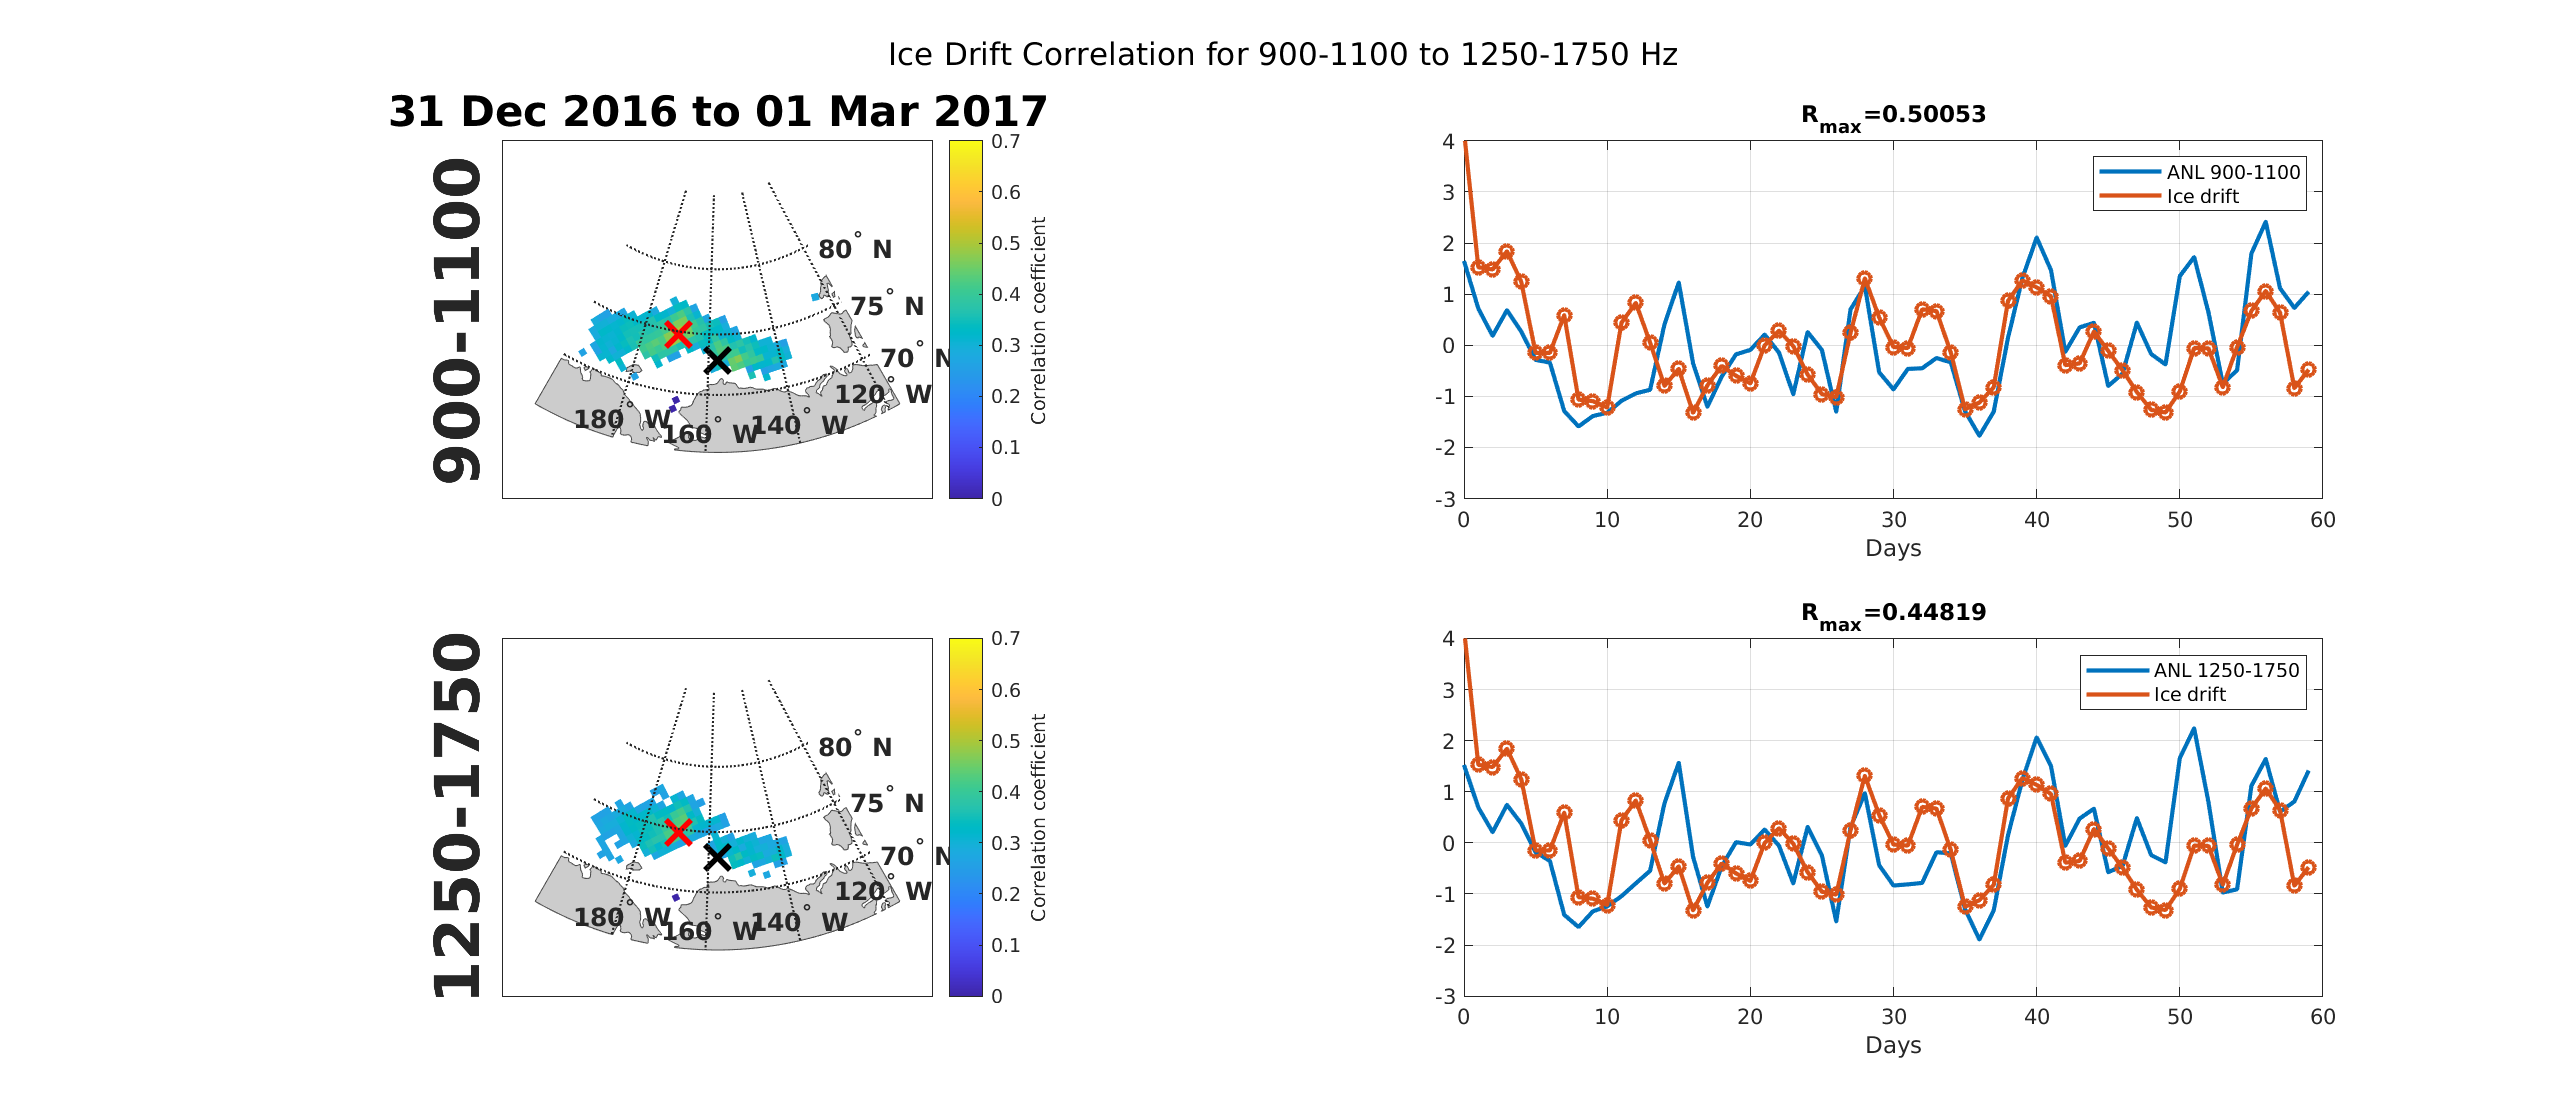 Ice Drift Correlation for 900-1100 to 1250-1750 Hz
31 Dec 2016 to 01 Mar 2017
900-1100
80° N
75° N
70° N
120° W
180° W
160° W
140° W
0.7
0.6
0.5
0.4
0.3
0.2
0.1
0
Correlation coefficient
Rmax=0.50053
ANL 900-1100
Ice drift
4
3
2
1
0
-1
-2
-3
0 10 20 30 40 50 60
Days
1250-1750
80° N
75° N
70° N
120° W
180° W
160° W
140° W
0.7
0.6
0.5
0.4
0.3
0.2
0.1
0
Correlation coefficient
Rmax=0.44819
ANL 1250-1750
Ice drift
4
3
2
1
0
-1
-2
-3
0 10 20 30 40 50 60
Days